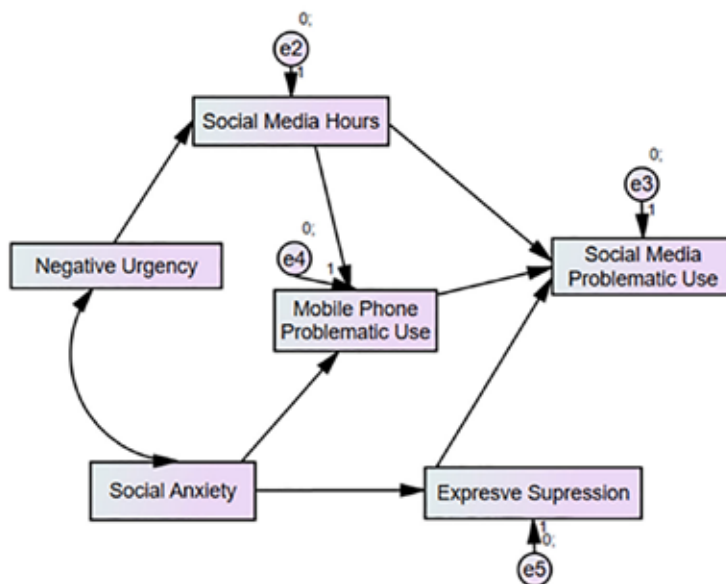 0;
e2
1
Social Media Hours
0;
e3
1
0;
e4
1
Negative Urgency
Social Media
Problematic Use
Mobile Phone
Problematic Use
Social Anxiety
Expresve Supression
1
0;
e5